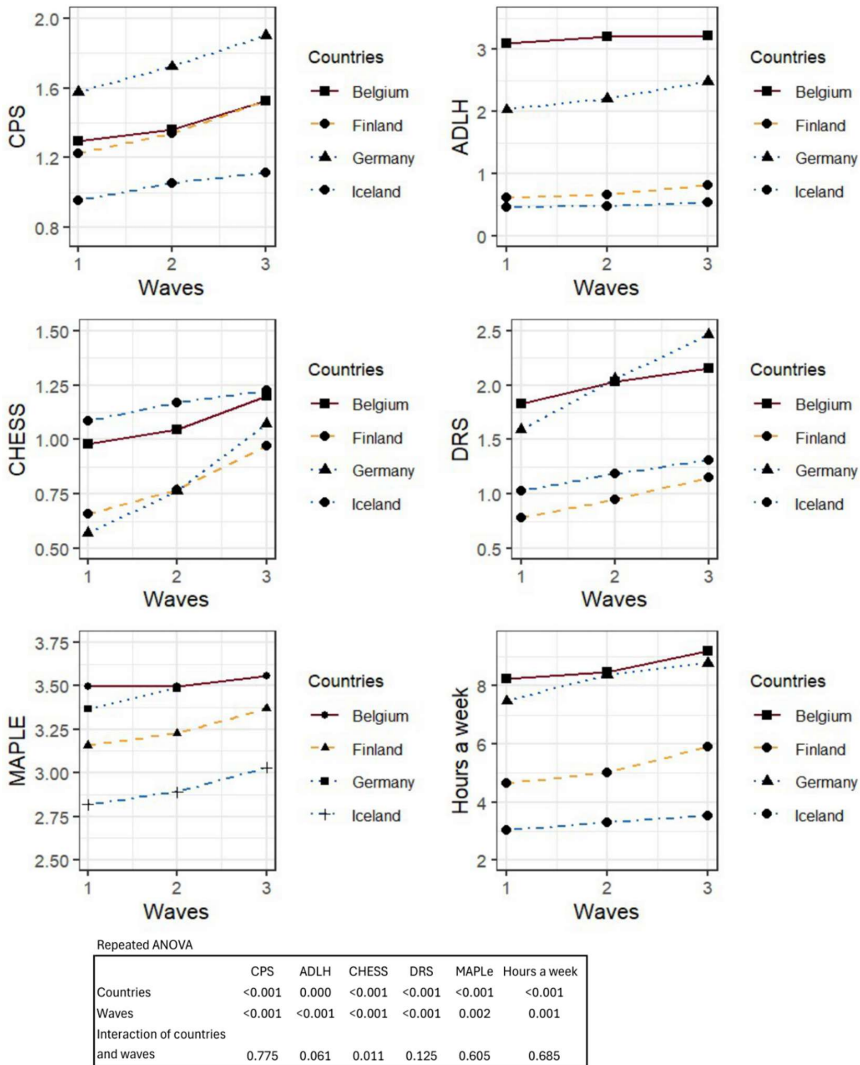 2.0
1.6
1.2
0.8
CPS
1 2 3
Waves
Countries
Belgium
Finland
Germany
Iceland
3
2
1
0
ADLH
1 2 3
Waves
Countries
Belgium
Finland
Germany
Iceland
1.50
1.25
1.00
0.75
0.50
CHESS
1 2 3
Waves
Countries
Belgium
Finland
Germany
Iceland
2.5
2.0
1.5
1.0
0.5
DRS
1 2 3
Waves
Countries
Belgium
Finland
Germany
Iceland
3.75
3.50
3.25
3.00
2.75
2.50
MAPLE
1 2 3
Waves
Countries
Belgium
Finland
Germany
Iceland
8
6
4
2
Hours a week
1 2 3
Waves
Countries
Belgium
Finland
Germany
Iceland
Repeated ANOVA
CPS ADLH CHESS DRS MAPLe Hours a week
Countries <0.001 0.000 <0.001 <0.001 <0.001 <0.001
Waves <0.001 <0.001 <0.001 <0.001 0.002 0.001
Interaction of countries
and waves 0.775 0.061 0.011 0.125 0.605 0.685